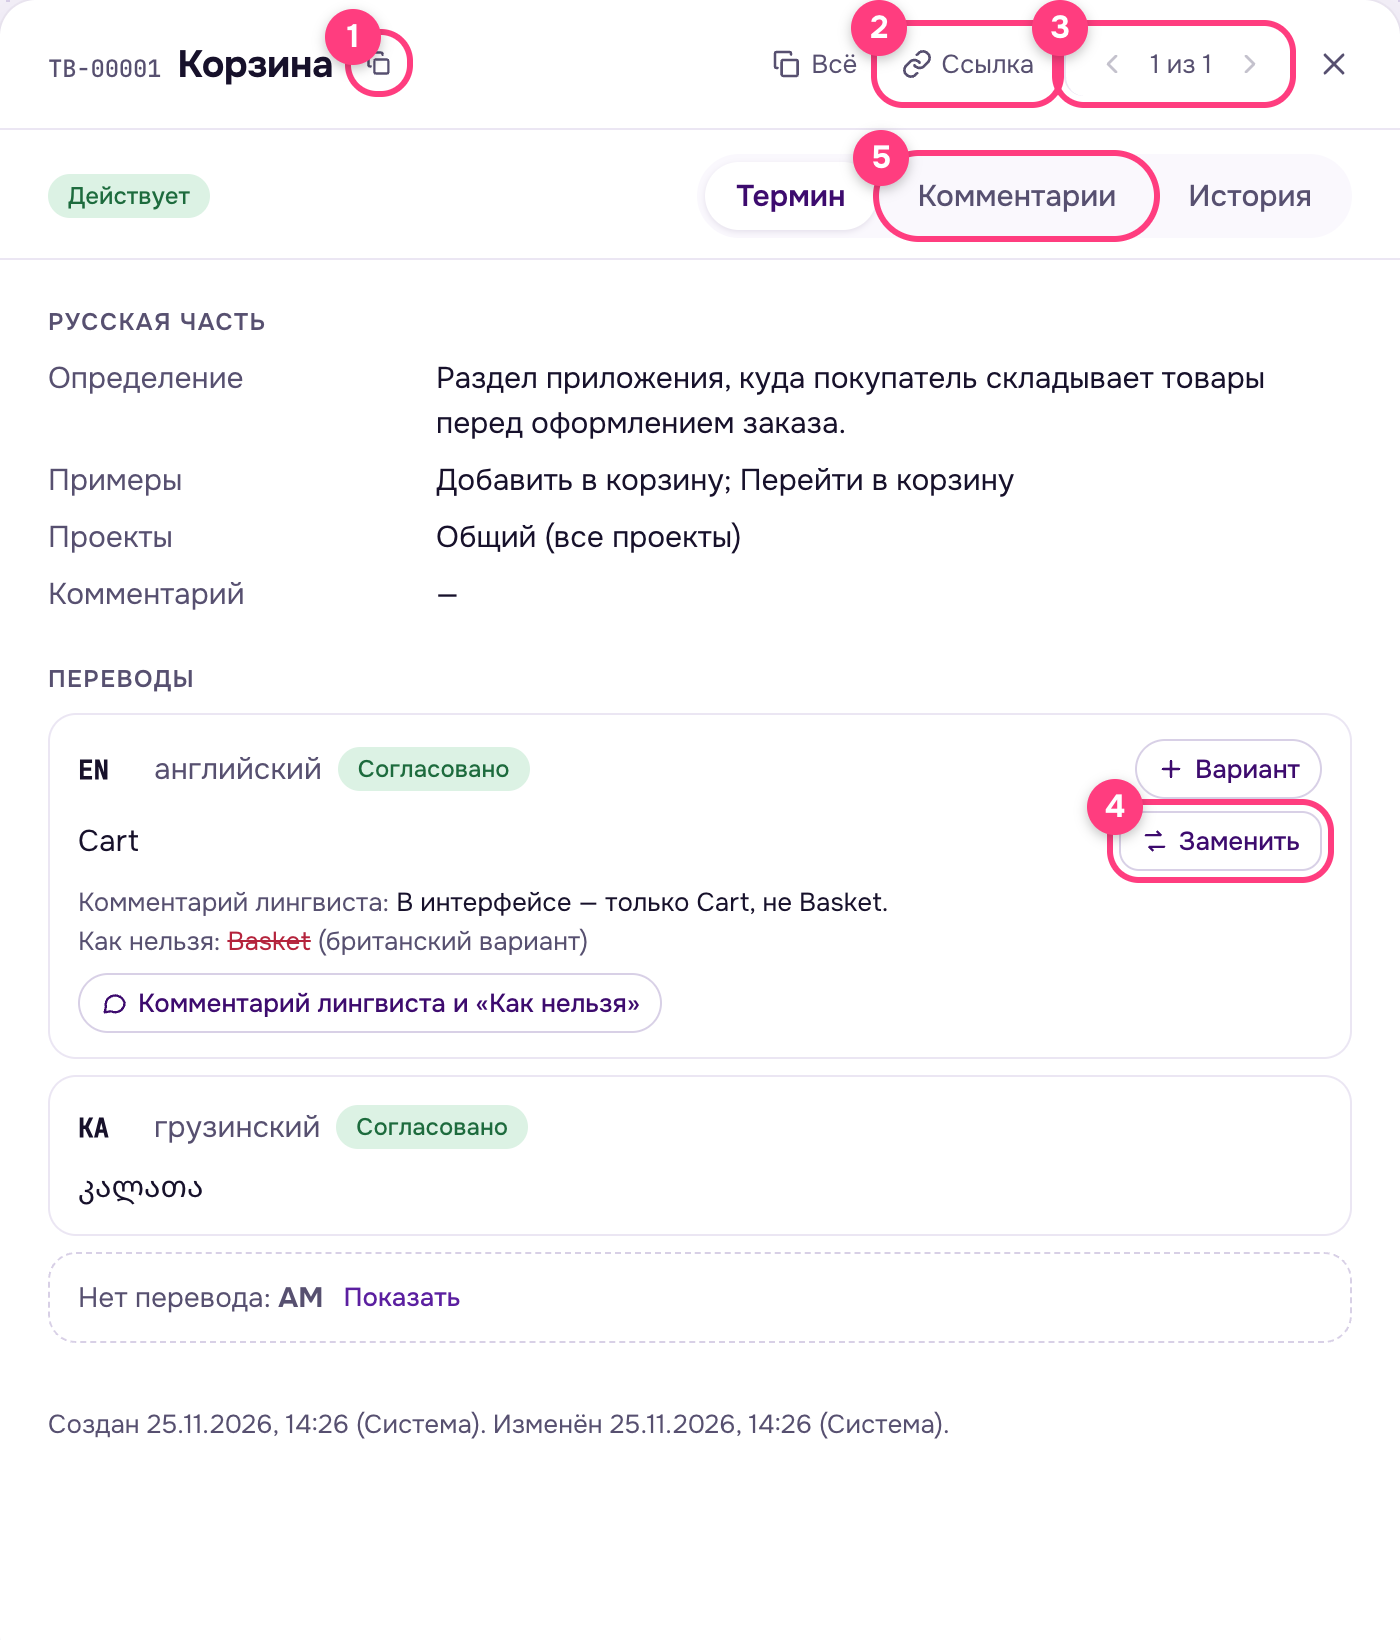 1
2
3
TB-00001 Корзина
Всё
Ссылка
1 из 1
5
Действует
Термин
Комментарии
История
РУССКАЯ ЧАСТЬ
Определение
Раздел приложения, куда покупатель складывает товары
перед оформлением заказа.
Примеры
Добавить в корзину; Перейти в корзину
Проекты
Общий (все проекты)
Комментарий
—
ПЕРЕВОДЫ
EN английский Согласовано
+ Вариант
4
Cart
Заменить
Комментарий лингвиста: В интерфейсе — только Cart, не Basket.
Как нельзя: Basket (британский вариант)
Комментарий лингвиста и «Как нельзя»
KA грузинский Согласовано
კალათა
Нет перевода: AM Показать
Создан 25.11.2026, 14:26 (Система). Изменён 25.11.2026, 14:26 (Система).